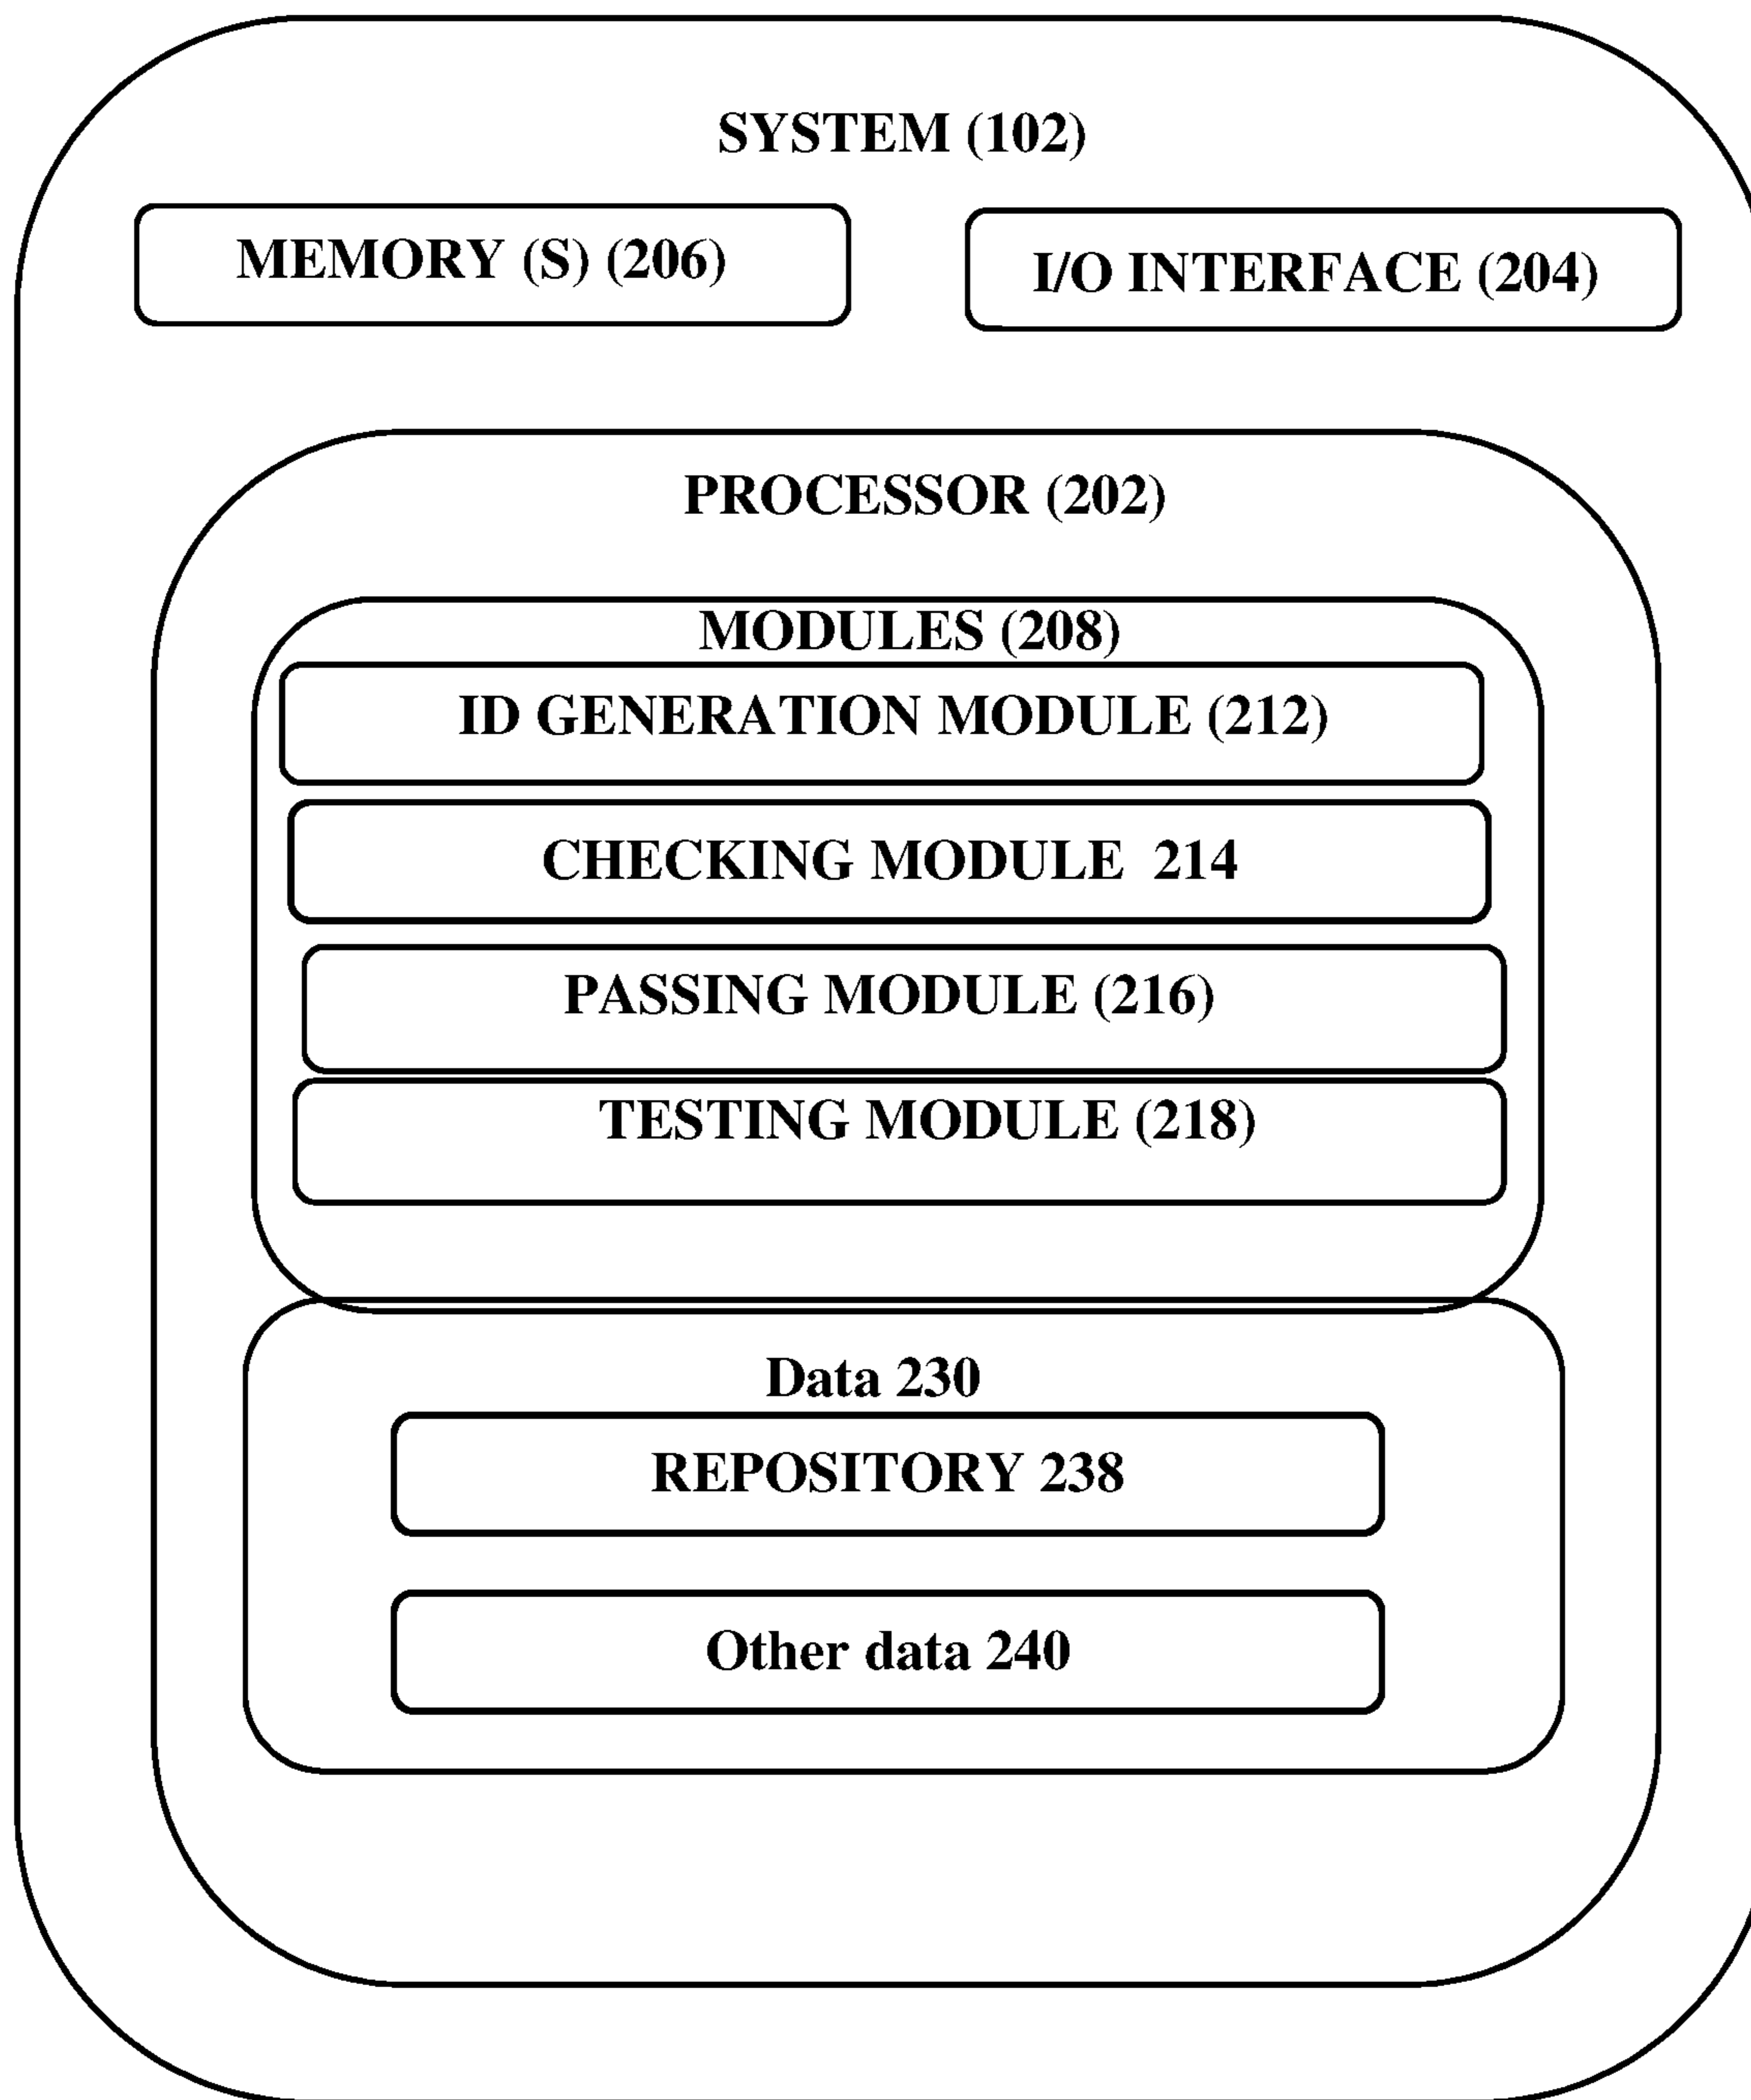 SYSTEM (102)
MEMORY (S) (206)
I/O INTERFACE (204)
PROCESSOR (202)
MODULES (208)
ID GENERATION MODULE (212)
CHECKING MODULE  214
PASSING MODULE (216)
TESTING MODULE (218)
Data 230
REPOSITORY 238
Other data 240